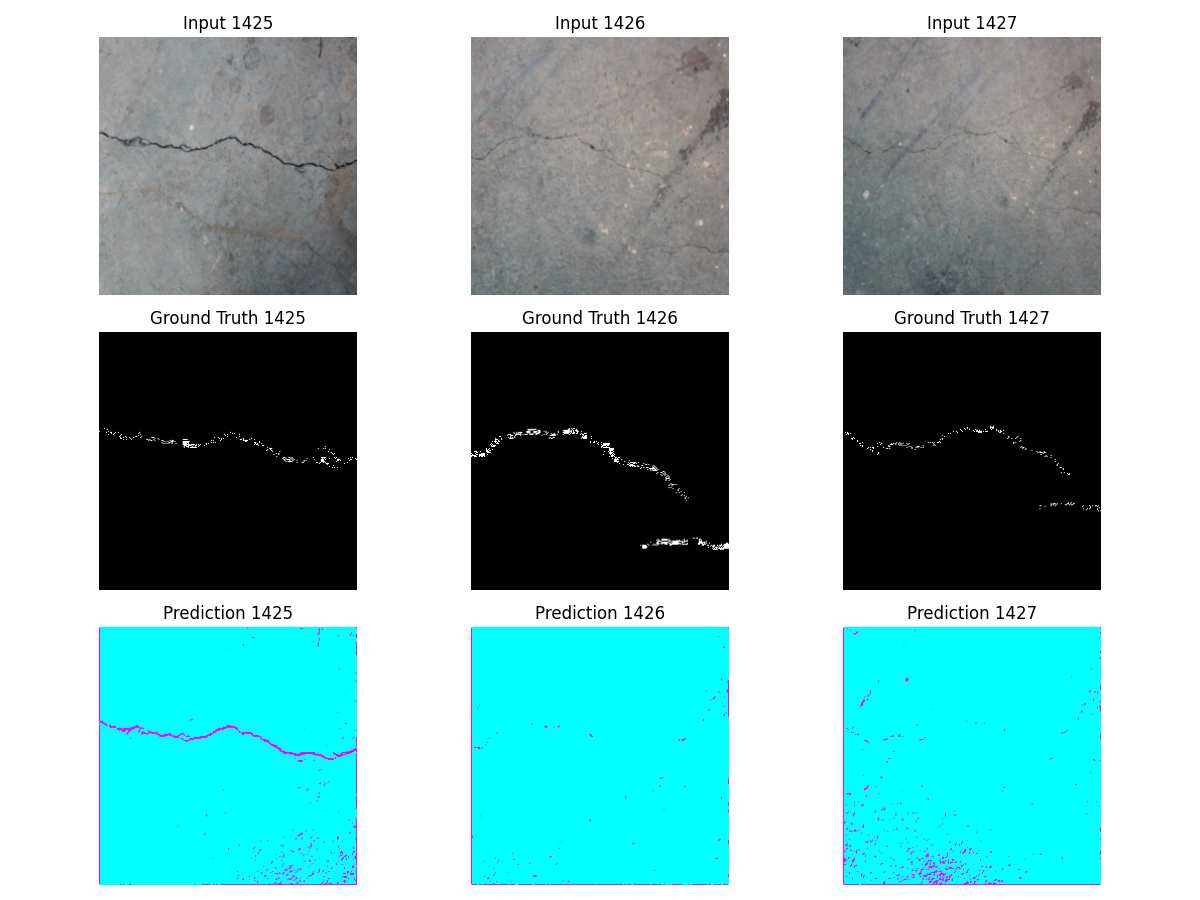 Input 1425
Input 1426
Input 1427
Ground Truth 1425
Ground Truth 1426
Ground Truth 1427
Prediction 1425
Prediction 1426
Prediction 1427